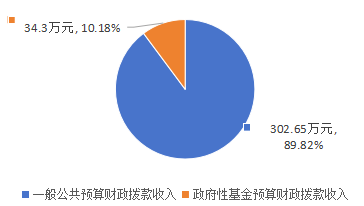 34.3万元, 10.18%
302.65万元,
89.82%
一般公共预算财政拨款收入 政府性基金预算财政拨款收入